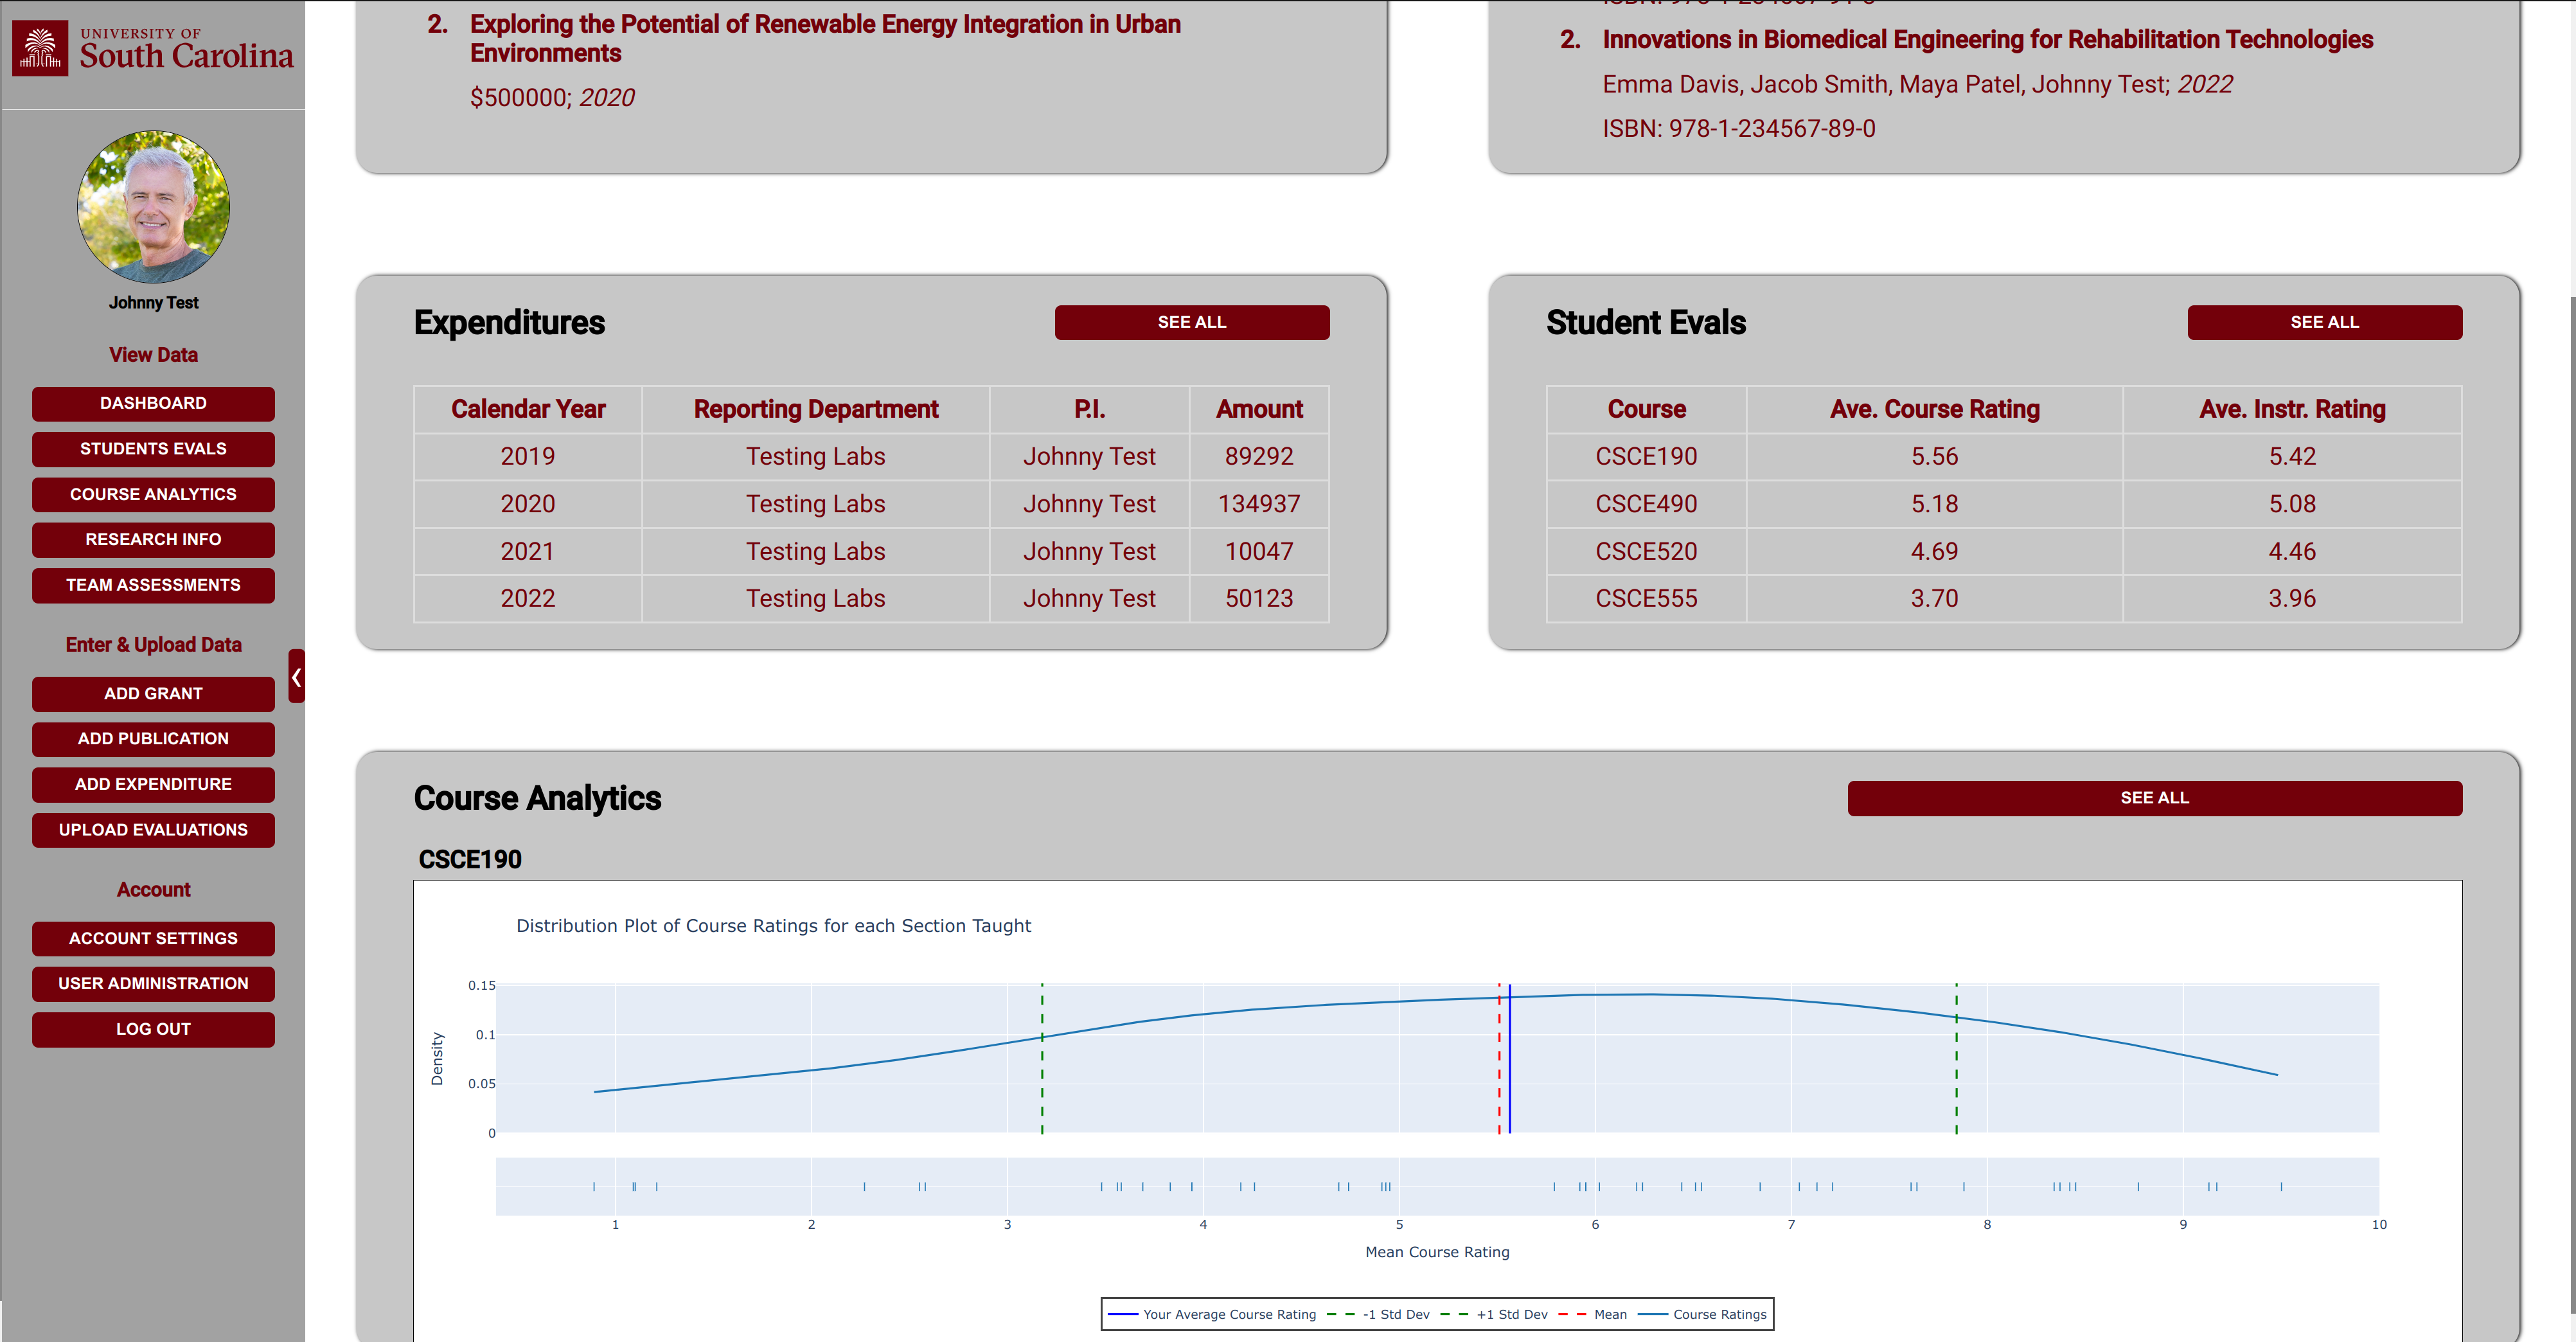 UNIVERSITY OF
South Carolina
Johnny Test
View Data
DASHBOARD
STUDENTS EVALS
COURSE ANALYTICS
RESEARCH INFO
TEAM ASSESSMENTS
Enter & Upload Data
ADD GRANT
ADD PUBLICATION
ADD EXPENDITURE
UPLOAD EVALUATIONS
Account
ACCOUNT SETTINGS
USER ADMINISTRATION
LOG OUT
2. Exploring the Potential of Renewable Energy Integration in Urban
Environments
$500000; 2020
2. Innovations in Biomedical Engineering for Rehabilitation Technologies
Emma Davis, Jacob Smith, Maya Patel, Johnny Test; 2022
ISBN: 978-1-234567-89-0
Expenditures
SEE ALL
Calendar Year Reporting Department P.I. Amount
2019 Testing Labs Johnny Test 89292
2020 Testing Labs Johnny Test 134937
2021 Testing Labs Johnny Test 10047
2022 Testing Labs Johnny Test 50123
Student Evals
SEE ALL
Course Ave. Course Rating Ave. Instr. Rating
CSCE190 5.56 5.42
CSCE490 5.18 5.08
CSCE520 4.69 4.46
CSCE555 3.70 3.96
Course Analytics
SEE ALL
CSCE190
Distribution Plot of Course Ratings for each Section Taught
Density
0.15
0.1
0.05
0
1 2 3 4 5 6 7 8 9 10
Mean Course Rating
Your Average Course Rating -1 Std Dev +1 Std Dev Mean Course Ratings